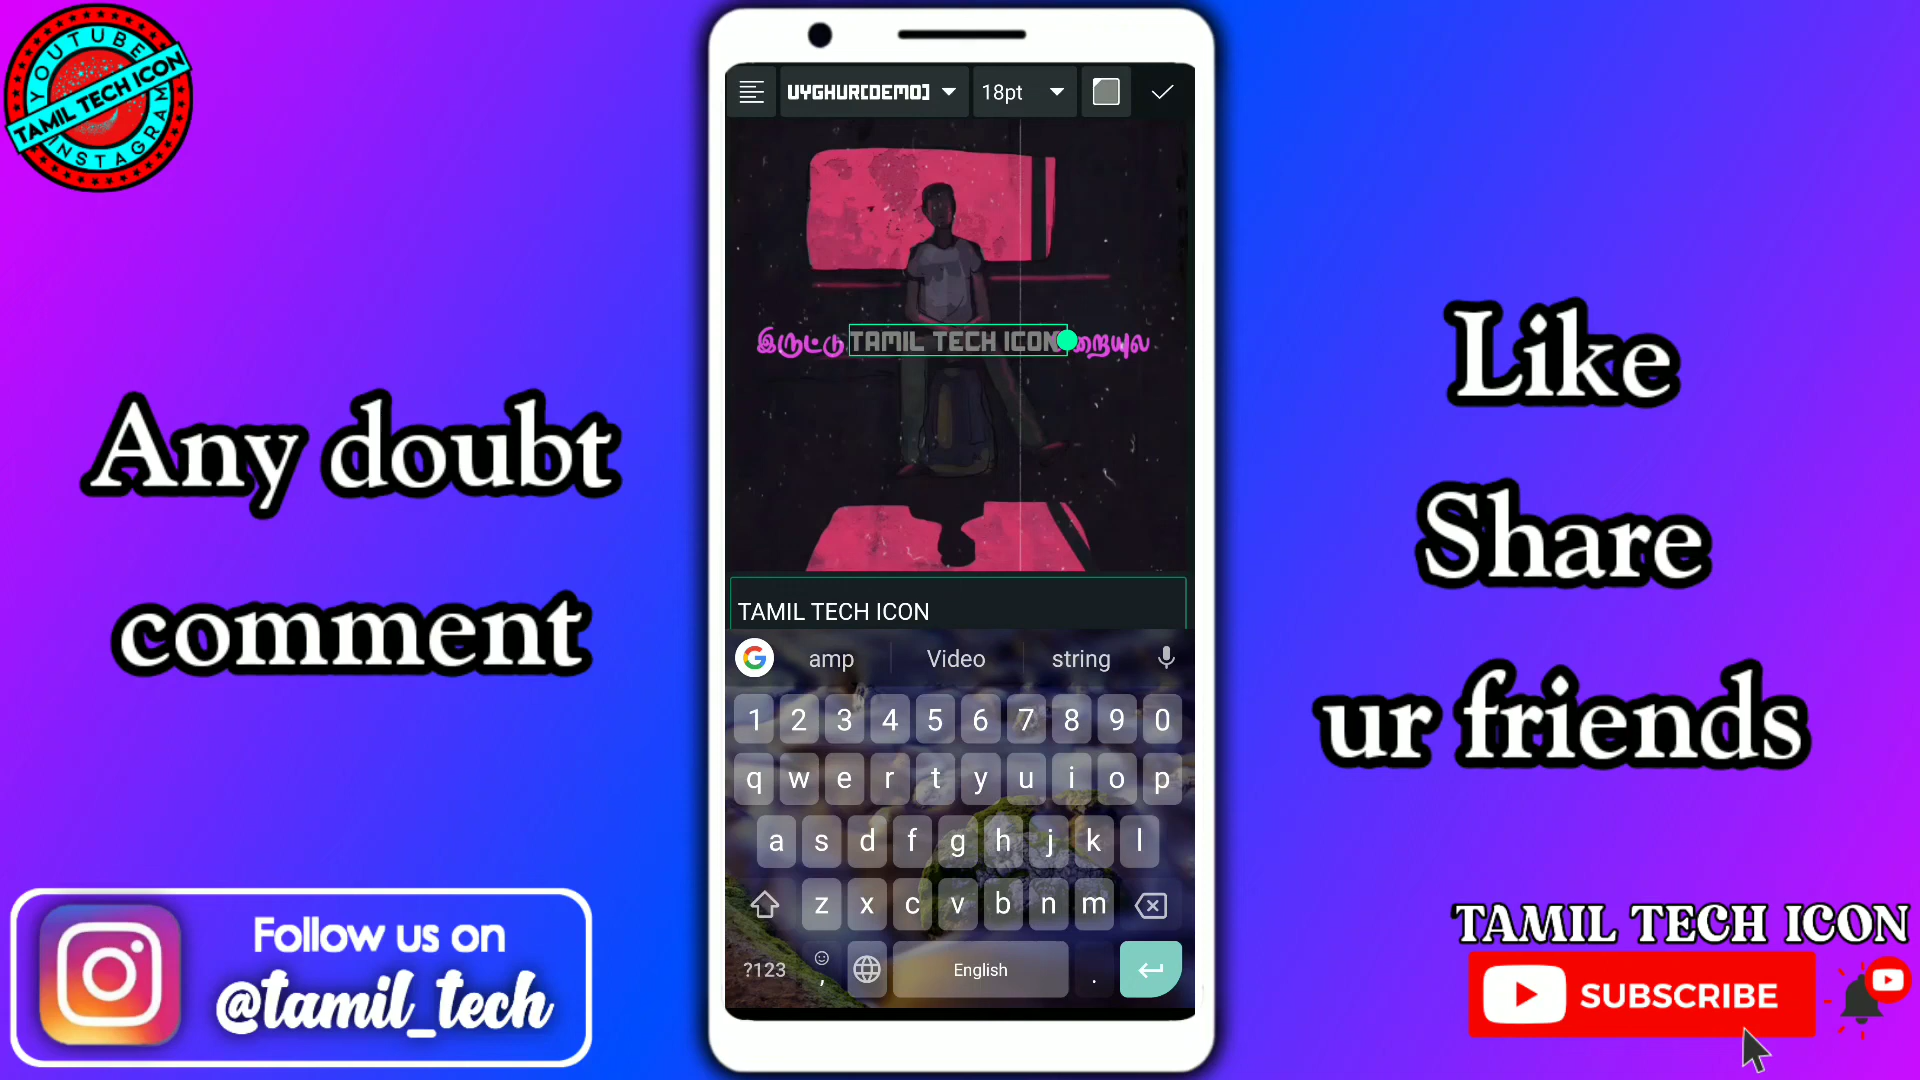 YOUTUBE
TAMIL TECH ICON
INSTAGRAM
Any doubt
comment
Follow us on
@tamil_tech
UYGHUR(DEMO)
18pt
இருட்டு
TAMIL TECH ICON
றையுல
TAMIL TECH ICON
amp Video string
1 2 3 4 5 6 7 8 9 0
q w e r t y u i o p
a s d f g h j k l
z x c v b n m
?123 , English .
Like
Share
ur friends
TAMIL TECH ICON
SUBSCRIBE